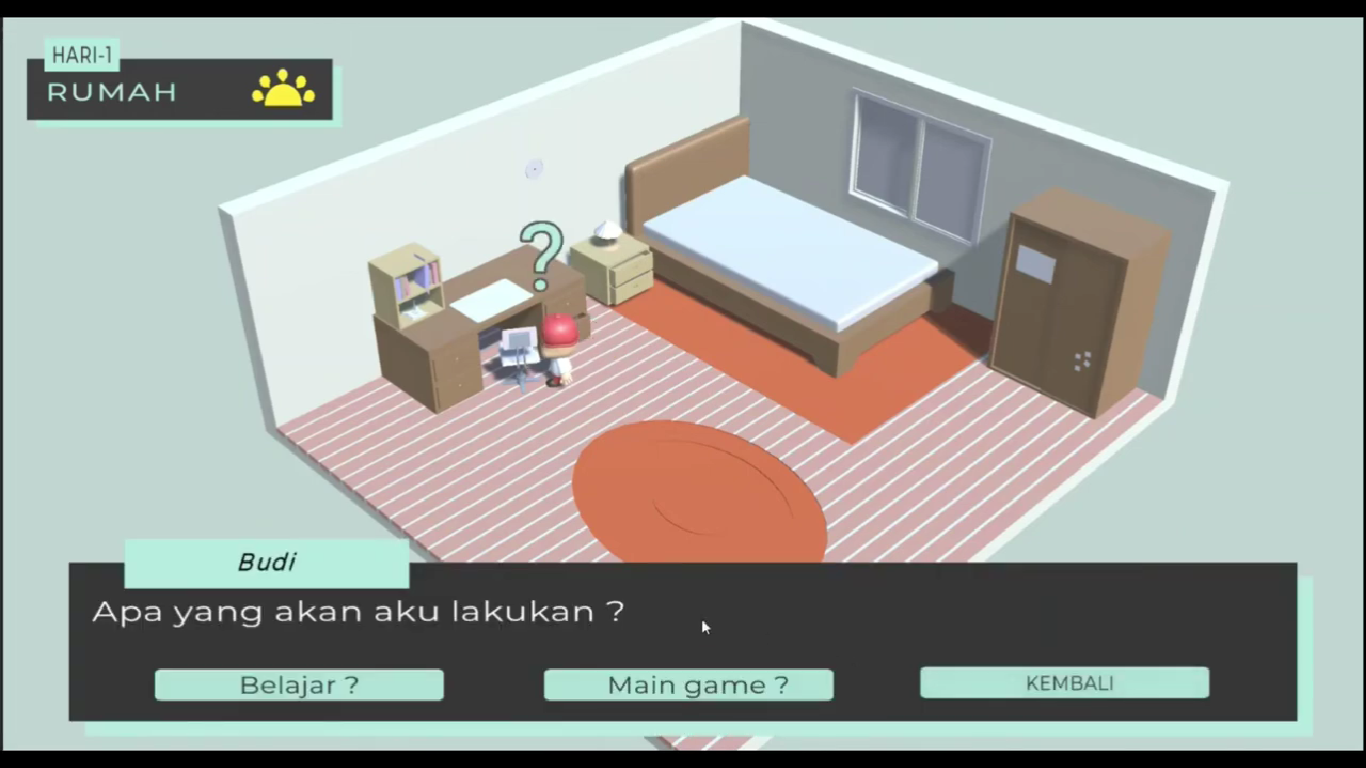 HARI-1
RUMAH
?
Budi
Apa yang akan aku lakukan ?
Belajar ?
Main game ?
KEMBALI